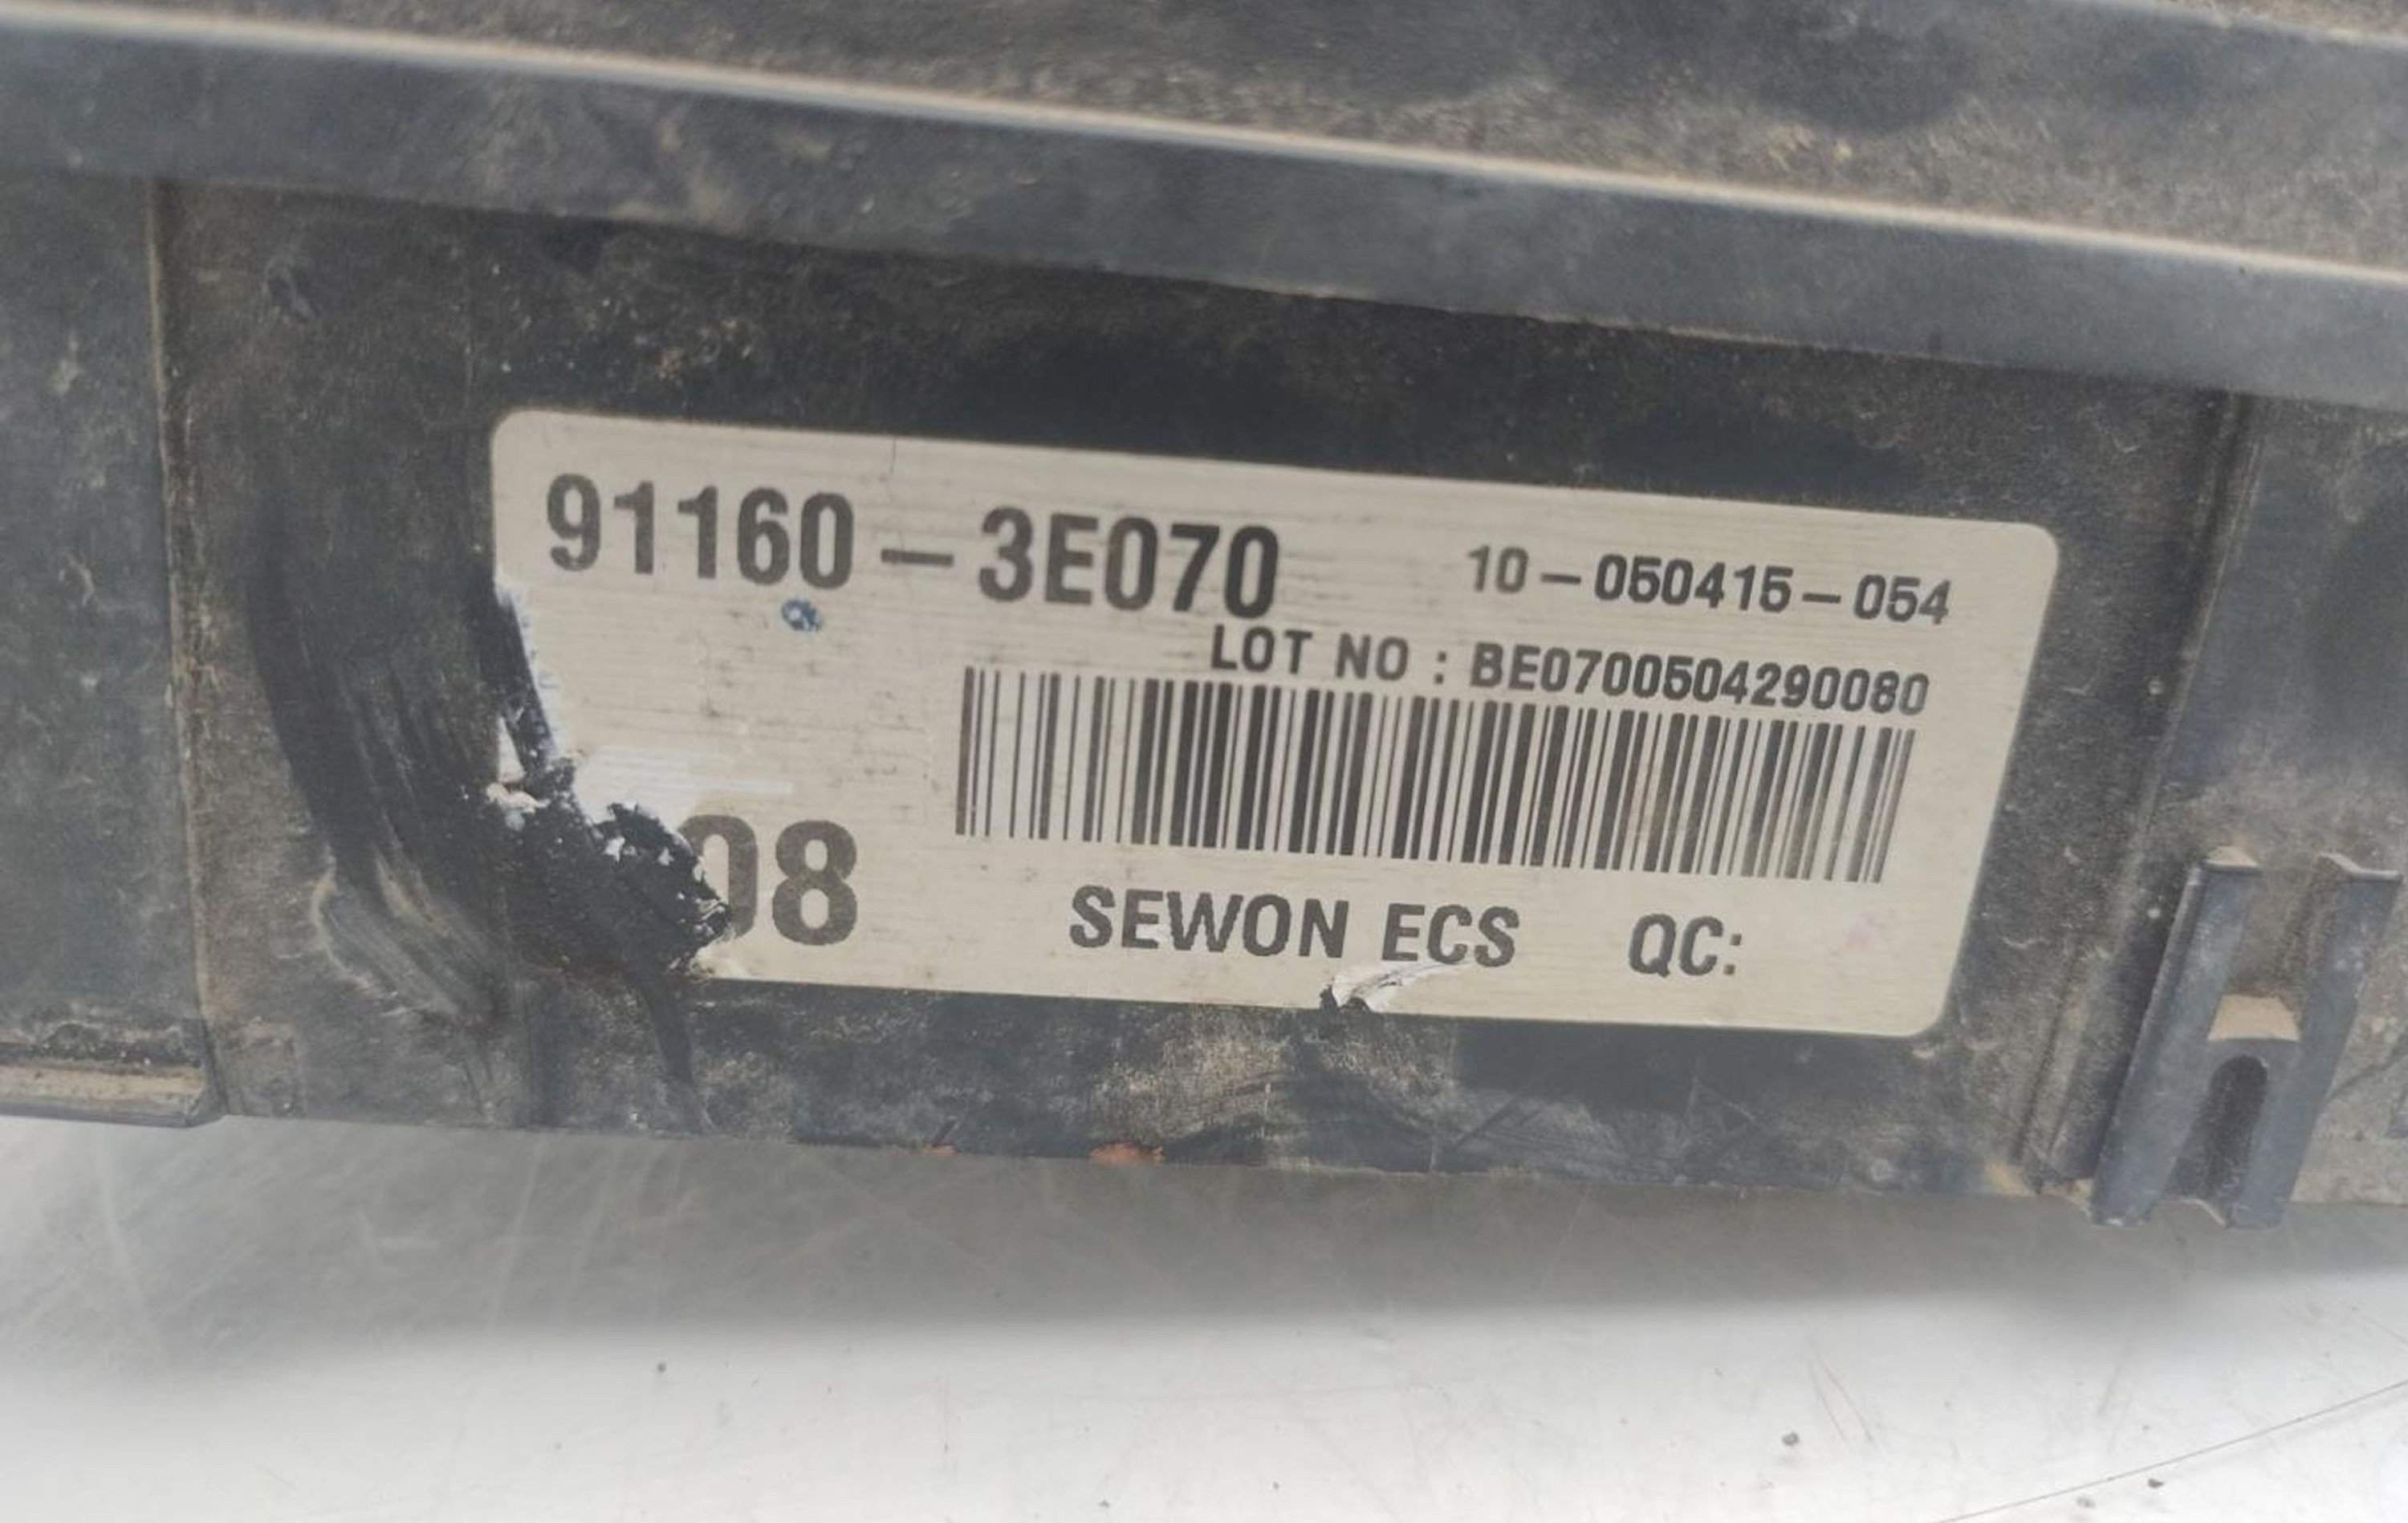 91160-3E070 10-050415-054
LOT NO : BE0700504290080
08
SEWON ECS QC: